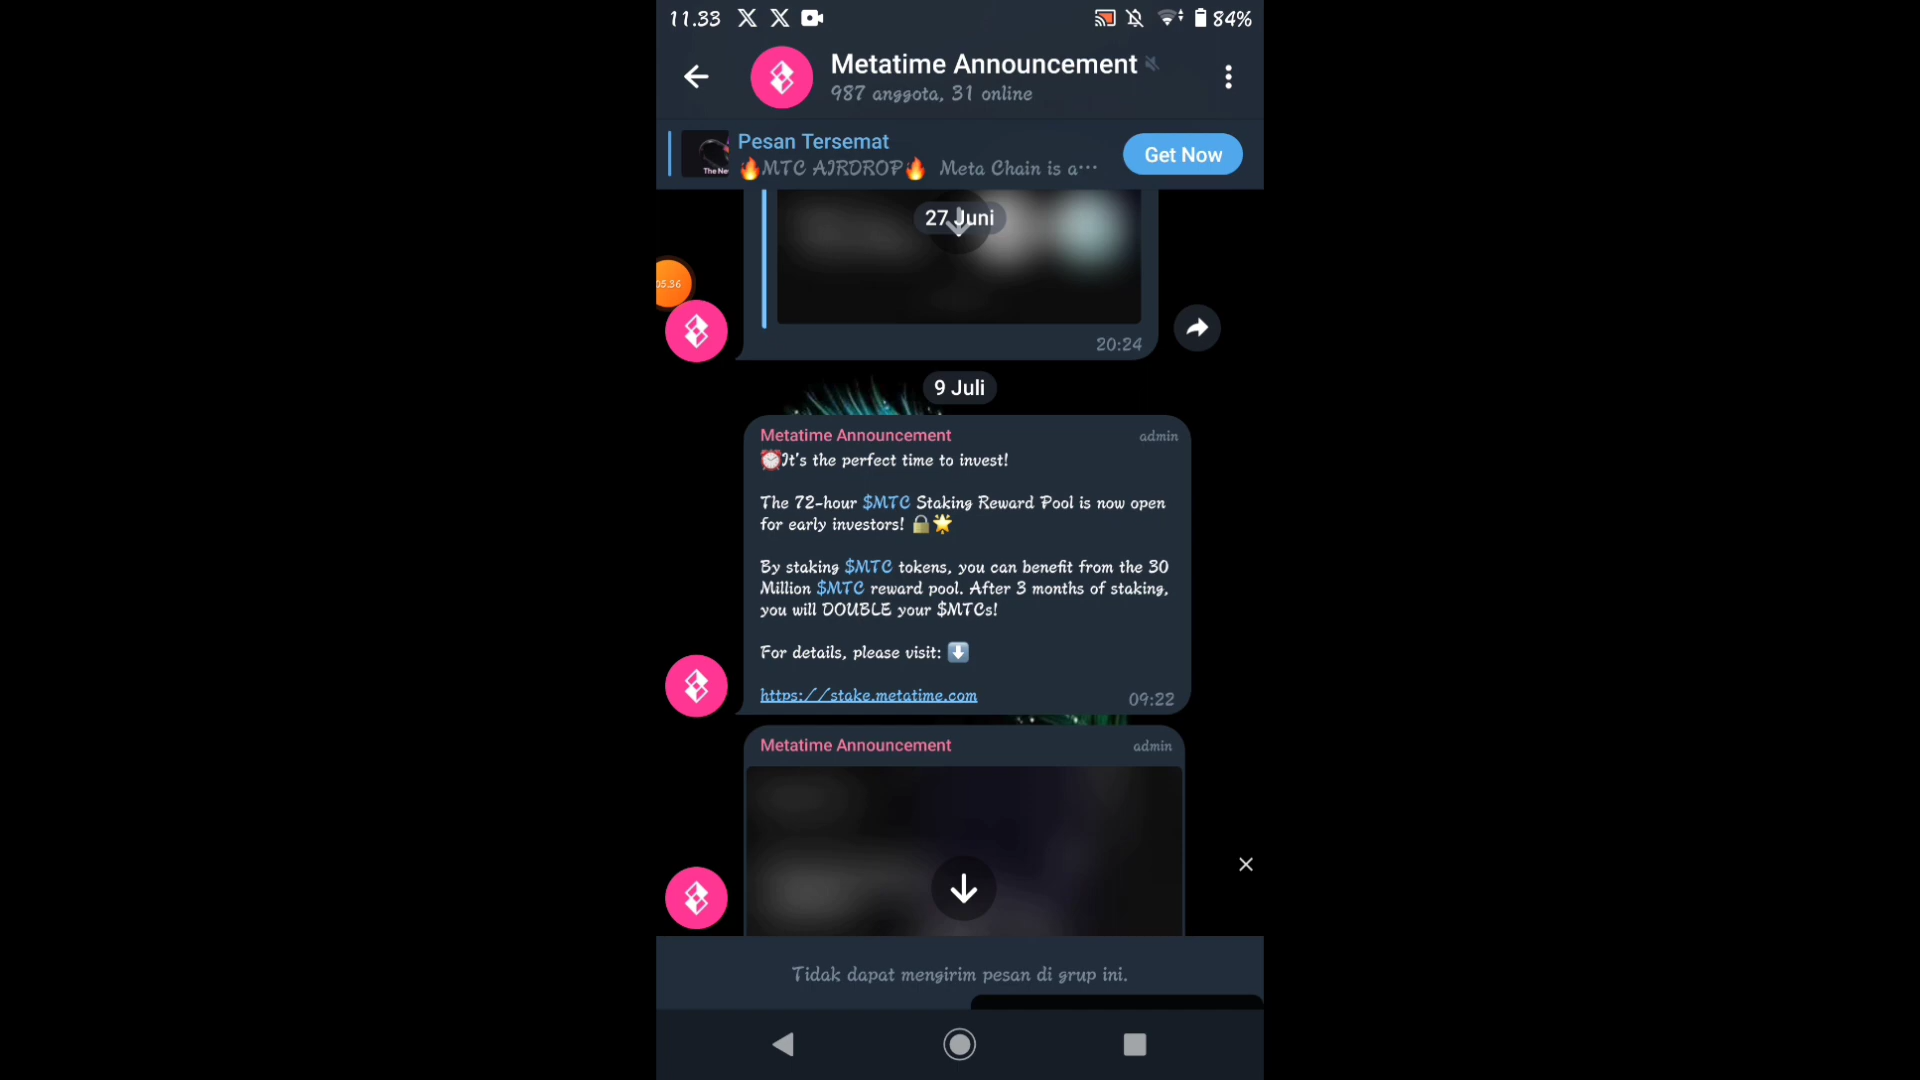 11.33
84%
Metatime Announcement
987 anggota, 31 online
Pesan Tersemat
🔥MTC AIRDROP🔥 Meta Chain is a...
Get Now
The Ne
27 Juni
05.36
20:24
9 Juli
Metatime Announcement admin
⏰It's the perfect time to invest!
The 72-hour $MTC Staking Reward Pool is now open
for early investors! 🔒🌟
By staking $MTC tokens, you can benefit from the 30
Million $MTC reward pool. After 3 months of staking,
you will DOUBLE your $MTCs!
For details, please visit: ⬇️
https://stake.metatime.com
09:22
Metatime Announcement admin
Tidak dapat mengirim pesan di grup ini.